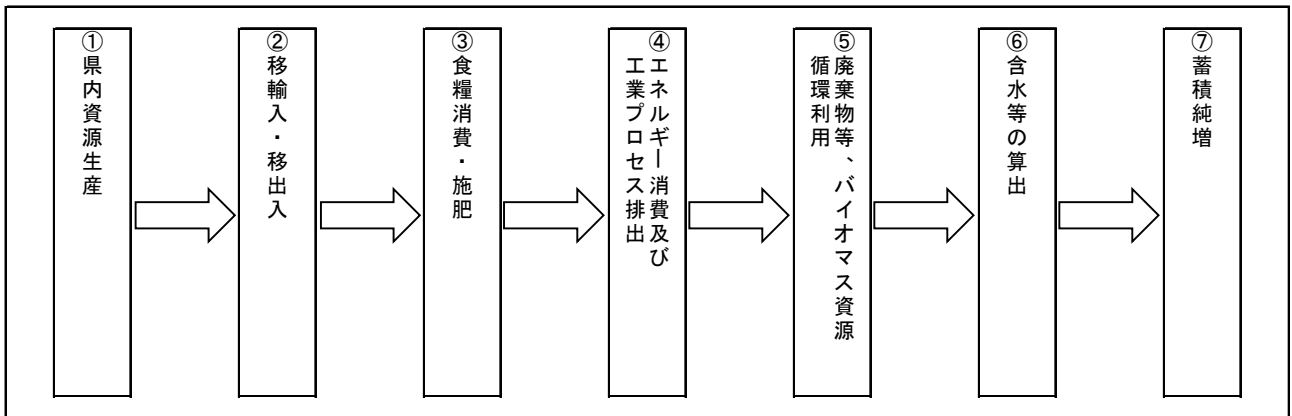 ①県内資源生産
②移輸入・移出入
③食糧消費・施肥
④エネルギー消費及び
工業プロセス排出
⑤廃棄物等、バイオマス資源
循環利用
⑥含水等の算出
⑦蓄積純増